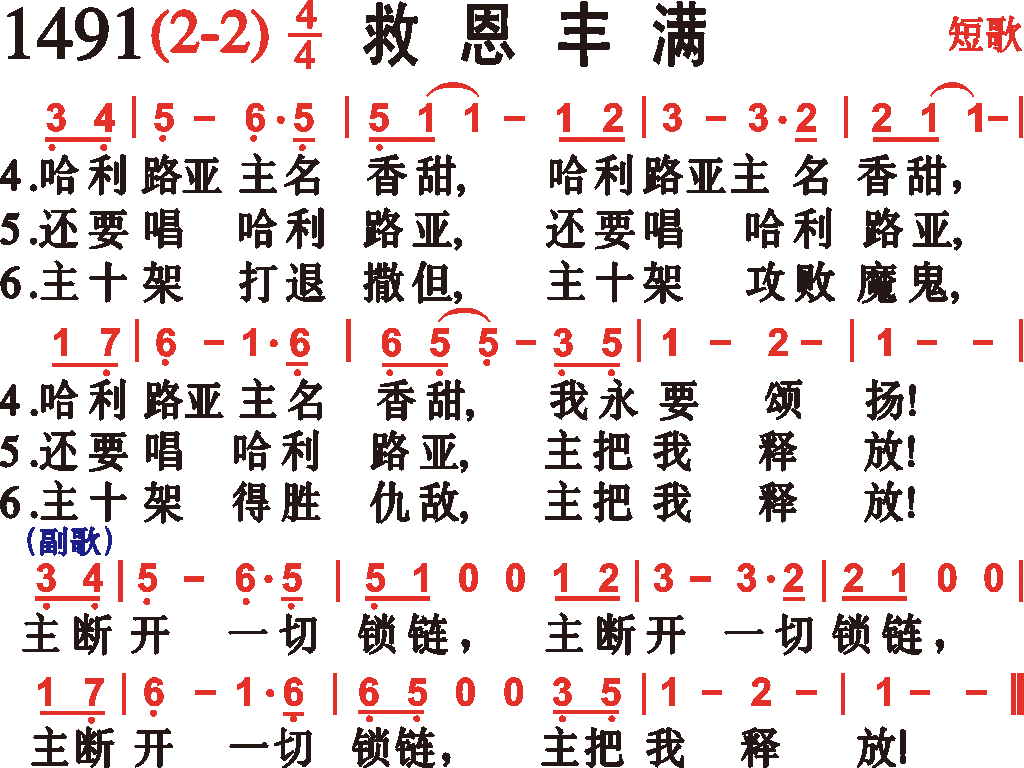 1491(2-2) 4/4 救恩丰满 短歌
3 4 | 5 – 6·5 | 5 1 1 – 1 2 | 3 – 3·2 | 2 1 1– |
4.哈利路亚主名 香甜, 哈利路亚主名香甜,
5.还要唱 哈利 路亚, 还要唱 哈利 路亚,
6.主十架 打退 撒但, 主十架 攻败 魔鬼,
1 7 | 6 – 1·6 | 6 5 5 – 3 5 | 1 – 2 – | 1 – – |
4.哈利路亚主名 香甜, 我永要 颂 扬!
5.还要唱 哈利 路亚, 主把我 释 放!
6.主十架 得胜 仇敌, 主把我 释 放!
(副歌)
3 4 | 5 – 6·5 | 5 1 0 0 1 2 | 3 – 3·2 | 2 1 0 0 |
主断开 一切 锁链, 主断开 一切锁链,
1 7 | 6 – 1·6 | 6 5 0 0 3 5 | 1 – 2 – | 1 – – ‖
主断开 一切 锁链, 主把我 释 放!